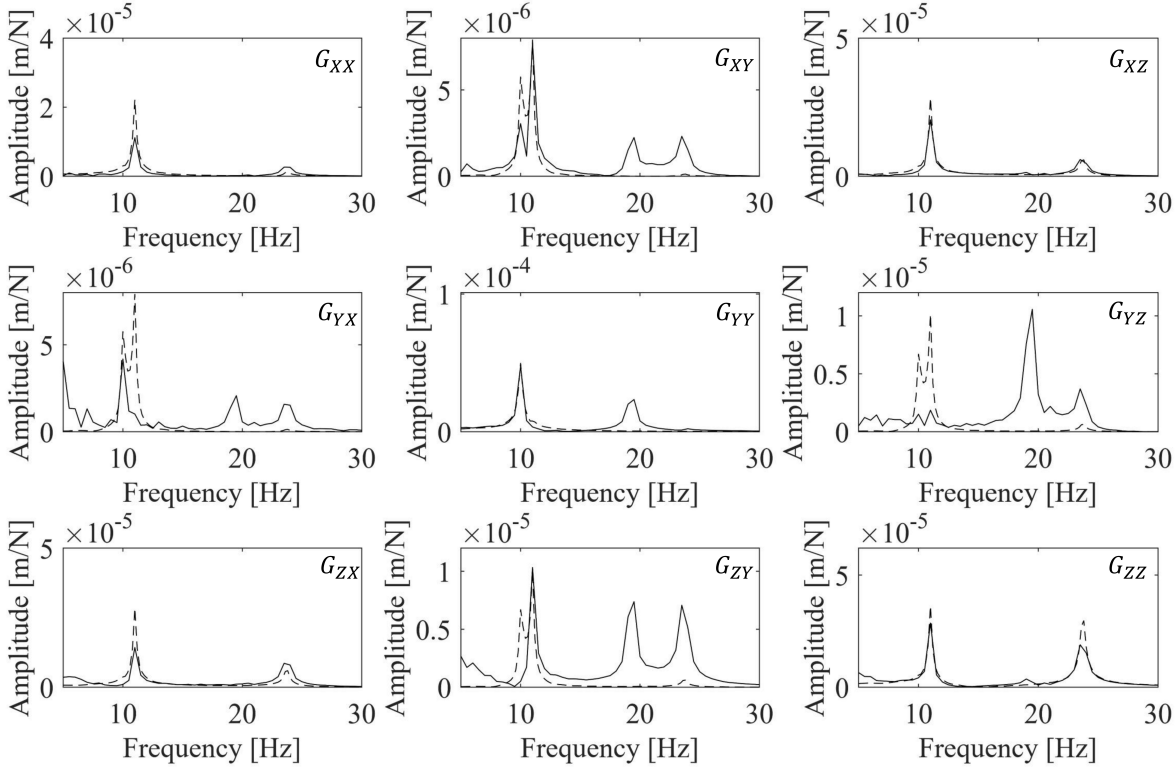 ×10⁻⁵
Amplitude [m/N]
4
2
0
G_XX
10 20 30
Frequency [Hz]
×10⁻⁶
Amplitude [m/N]
5
0
G_XY
10 20 30
Frequency [Hz]
×10⁻⁵
Amplitude [m/N]
5
0
G_XZ
10 20 30
Frequency [Hz]
×10⁻⁶
Amplitude [m/N]
5
0
G_YX
10 20 30
Frequency [Hz]
×10⁻⁴
Amplitude [m/N]
1
0
G_YY
10 20 30
Frequency [Hz]
×10⁻⁵
Amplitude [m/N]
1
0.5
0
G_YZ
10 20 30
Frequency [Hz]
×10⁻⁵
Amplitude [m/N]
5
0
G_ZX
10 20 30
Frequency [Hz]
×10⁻⁵
Amplitude [m/N]
1
0.5
0
G_ZY
10 20 30
Frequency [Hz]
×10⁻⁵
Amplitude [m/N]
5
0
G_ZZ
10 20 30
Frequency [Hz]